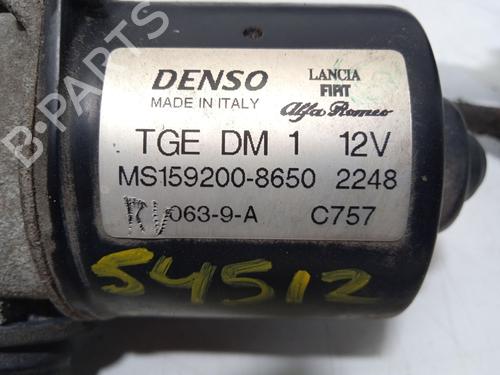 B-PARTS
DENSO
MADE IN ITALY
LANCIA
FIAT
Alfa Romeo
TGE DM 1 12V
MS159200-8650 2248
063-9-A C757
54512